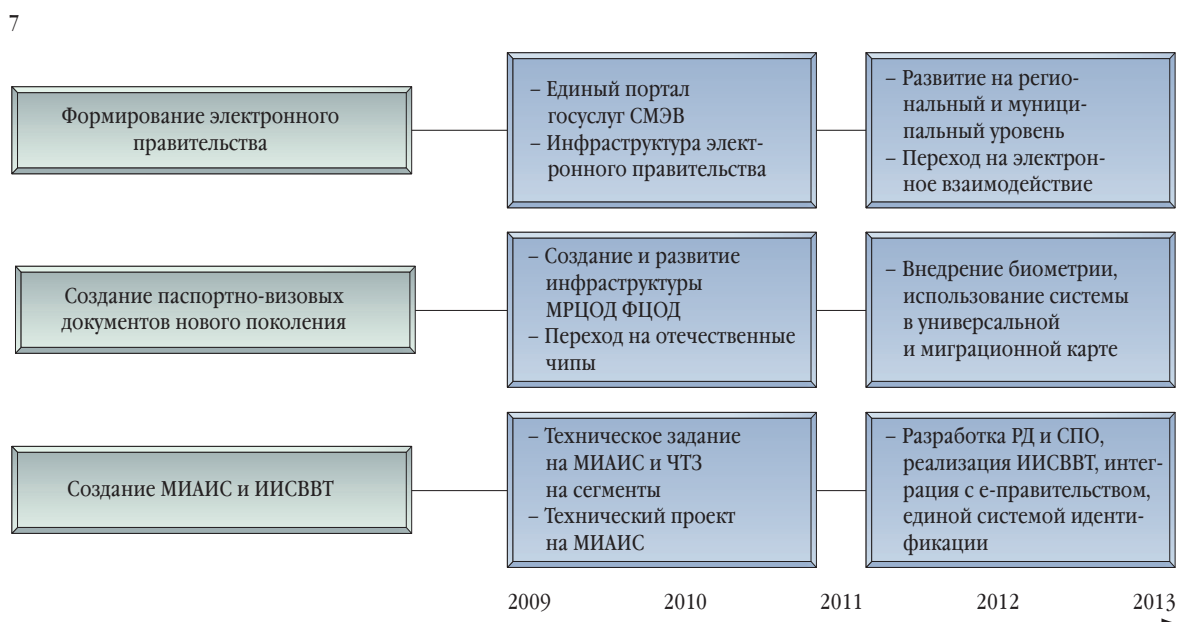 7
Формирование электронного
правительства
– Единый портал
госуслуг СМЭВ
– Инфраструктура элект-
ронного правительства
– Развитие на регио-
нальный и муници-
пальный уровень
– Переход на электрон-
ное взаимодействие
Создание паспортно-визовых
документов нового поколения
– Создание и развитие
инфраструктуры
МРЦОД ФЦОД
– Переход на отечественные
чипы
– Внедрение биометрии,
использование системы
в универсальной
и миграционной карте
Создание МИАИС и ИИСВВТ
– Техническое задание
на МИАИС и ЧТЗ
на сегменты
– Технический проект
на МИАИС
– Разработка РД и СПО,
реализация ИИСВВТ, интег-
рация с е-правительством,
единой системой иденти-
фикации
2009 2010 2011 2012 2013